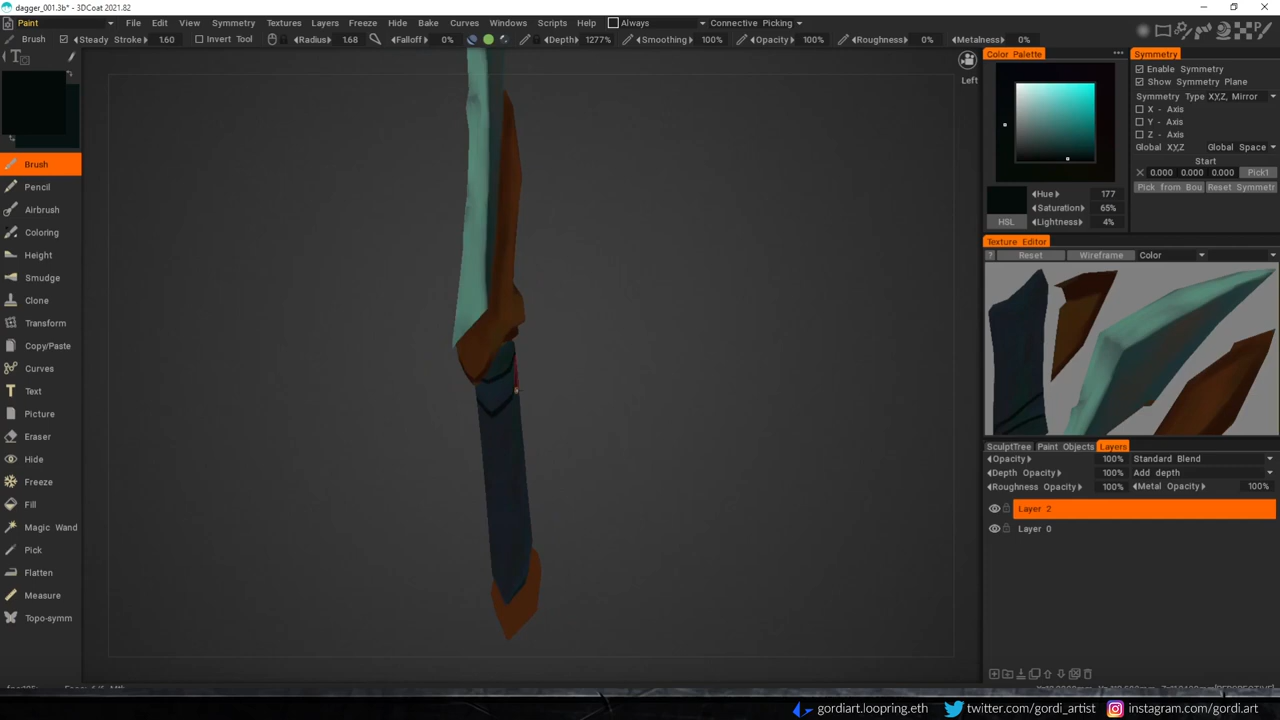 dagger_001.3b* - 3DCoat 2021.82
Paint File Edit View Symmetry Textures Layers Freeze Hide Bake Curves Windows Scripts Help Always Connective Picking
Brush Steady Stroke 1.60 Invert Tool Radius 1.68 Falloff 0% Depth 1277% Smoothing 100% Opacity 100% Roughness 0% Metalness 0%
T
Left
Brush
Pencil
Airbrush
Coloring
Height
Smudge
Clone
Transform
Copy/Paste
Curves
Text
Picture
Eraser
Hide
Freeze
Fill
Magic Wand
Pick
Flatten
Measure
Topo-symm
Color Palette
Hue 177
Saturation 65%
HSL Lightness 4%
Symmetry
Enable Symmetry
Show Symmetry Plane
Symmetry Type X,Y,Z, Mirror
X - Axis
Y - Axis
Z - Axis
Global X,Y,Z Global Space
Start
X 0.000 0.000 0.000 Pick1
Pick from Bou Reset Symmetr
Texture Editor
? Reset Wireframe Color
SculptTree Paint Objects Layers
Opacity 100% Standard Blend
Depth Opacity 100% Add depth
Roughness Opacity 100% Metal Opacity 100%
Layer 2
Layer 0
gordiart.loopring.eth twitter.com/gordi_artist instagram.com/gordi.art